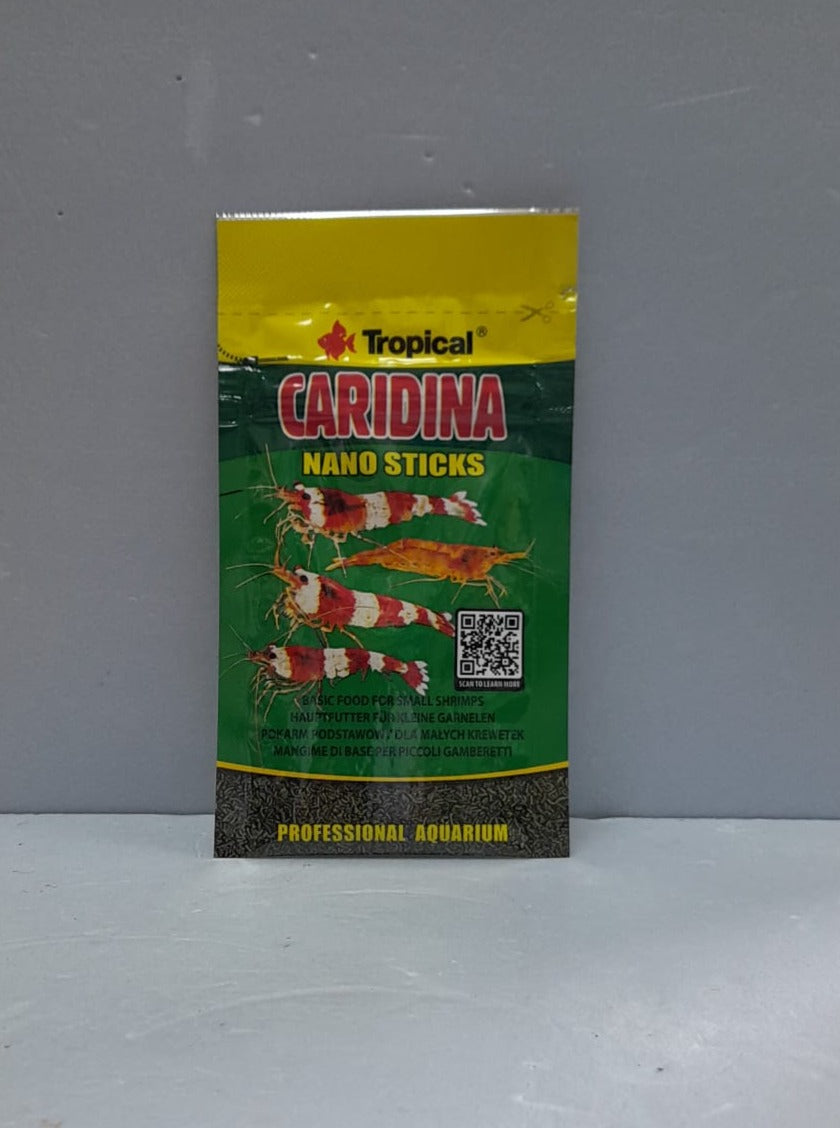 Tropical®
CARIDINA
NANO STICKS
SCAN TO LEARN MORE
BASIC FOOD FOR SMALL SHRIMPS
HAUPTFUTTER FÜR KLEINE GARNELEN
POKARM PODSTAWOWY DLA MAŁYCH KREWETEK
MANGIME DI BASE PER PICCOLI GAMBERETTI
PROFESSIONAL AQUARIUM